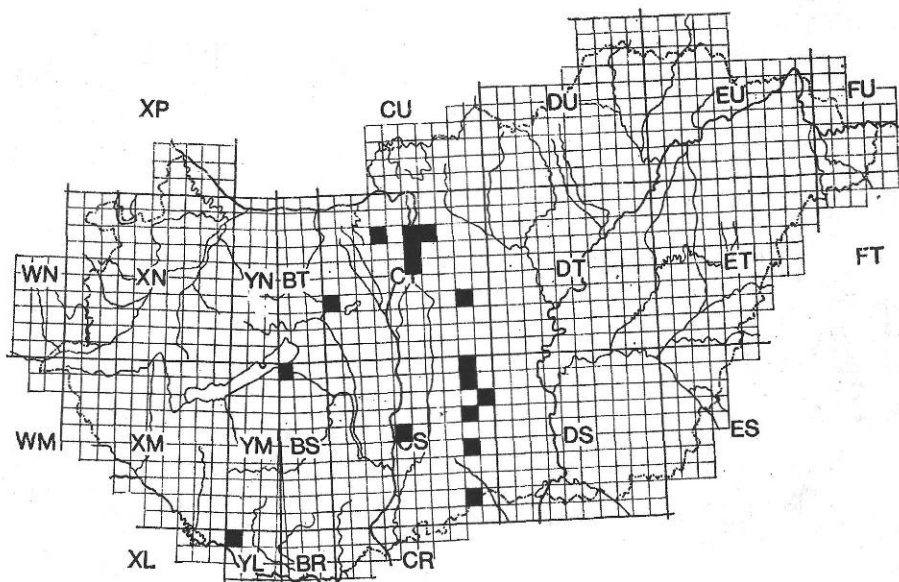 XP CU DU EU FU
WN XN YN BT CT DT ET FT
WM XM YM BS CS DS ES
XL YL BR CR